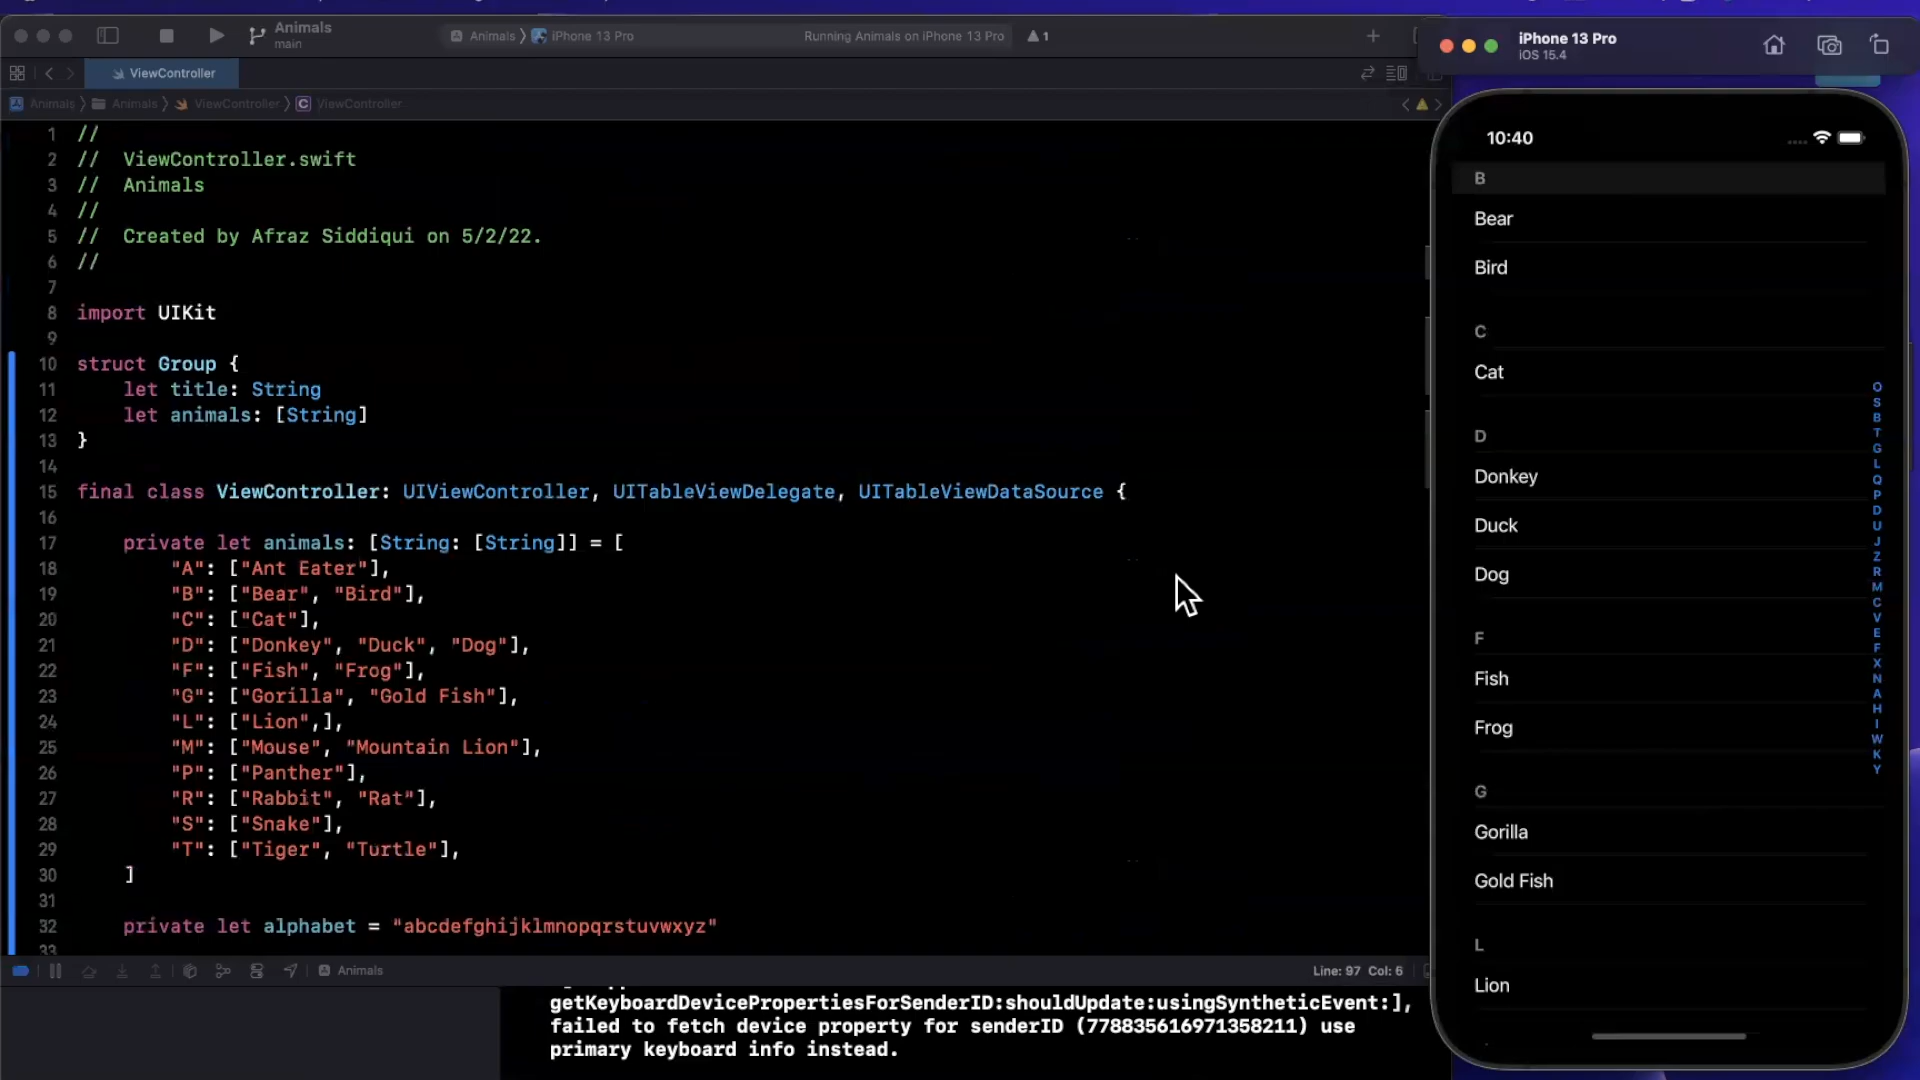 Animals
main
Animals
iPhone 13 Pro
Running Animals on iPhone 13 Pro
1
ViewController
Animals
Animals
ViewController
C
ViewController
1 //
2 //  ViewController.swift
3 //  Animals
4 //
5 //  Created by Afraz Siddiqui on 5/2/22.
6 //
7
8 import UIKit
9
10 struct Group {
11     let title: String
12     let animals: [String]
13 }
14
15 final class ViewController: UIViewController, UITableViewDelegate, UITableViewDataSource {
16
17     private let animals: [String: [String]] = [
18         "A": ["Ant Eater"],
19         "B": ["Bear", "Bird"],
20         "C": ["Cat"],
21         "D": ["Donkey", "Duck", "Dog"],
22         "F": ["Fish", "Frog"],
23         "G": ["Gorilla", "Gold Fish"],
24         "L": ["Lion",],
25         "M": ["Mouse", "Mountain Lion"],
26         "P": ["Panther"],
27         "R": ["Rabbit", "Rat"],
28         "S": ["Snake"],
29         "T": ["Tiger", "Turtle"],
30     ]
31
32     private let alphabet = "abcdefghijklmnopqrstuvwxyz"
33
Animals
Line: 97 Col: 6
getKeyboardDevicePropertiesForSenderID:shouldUpdate:usingSyntheticEvent:],
failed to fetch device property for senderID (778835616971358211) use
primary keyboard info instead.
iPhone 13 Pro
iOS 15.4
10:40
B
Bear
Bird
C
Cat
D
Donkey
Duck
Dog
F
Fish
Frog
G
Gorilla
Gold Fish
L
Lion
O
S
B
T
G
L
Q
P
D
U
J
Z
R
M
C
V
E
F
X
N
A
H
I
W
K
Y